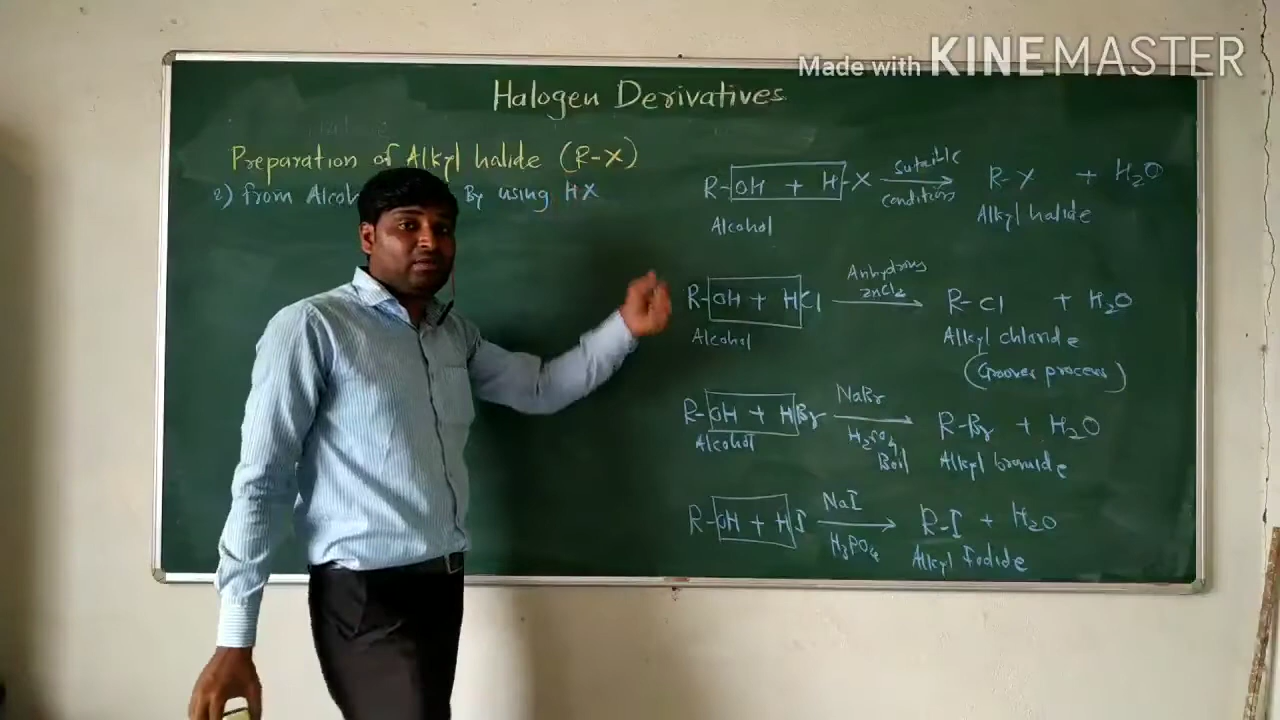 Made with KINEMASTER
Halogen Derivatives
Preparation of Alkyl halide (R-X)
2) from Alcoh By using HX
R-OH + H-X Suitable condition R-X + H₂O
Alcohol Alkyl halide
R-OH + HCl Anhydrous ZnCl₂ R-Cl + H₂O
Alcohol Alkyl chloride
(Grooves process)
R-OH + HBr NaBr H₂SO₄, Boil R-Br + H₂O
Alcohol Alkyl bromide
R-OH + HI NaI H₃PO₄ R-I + H₂O
Alkyl Iodide